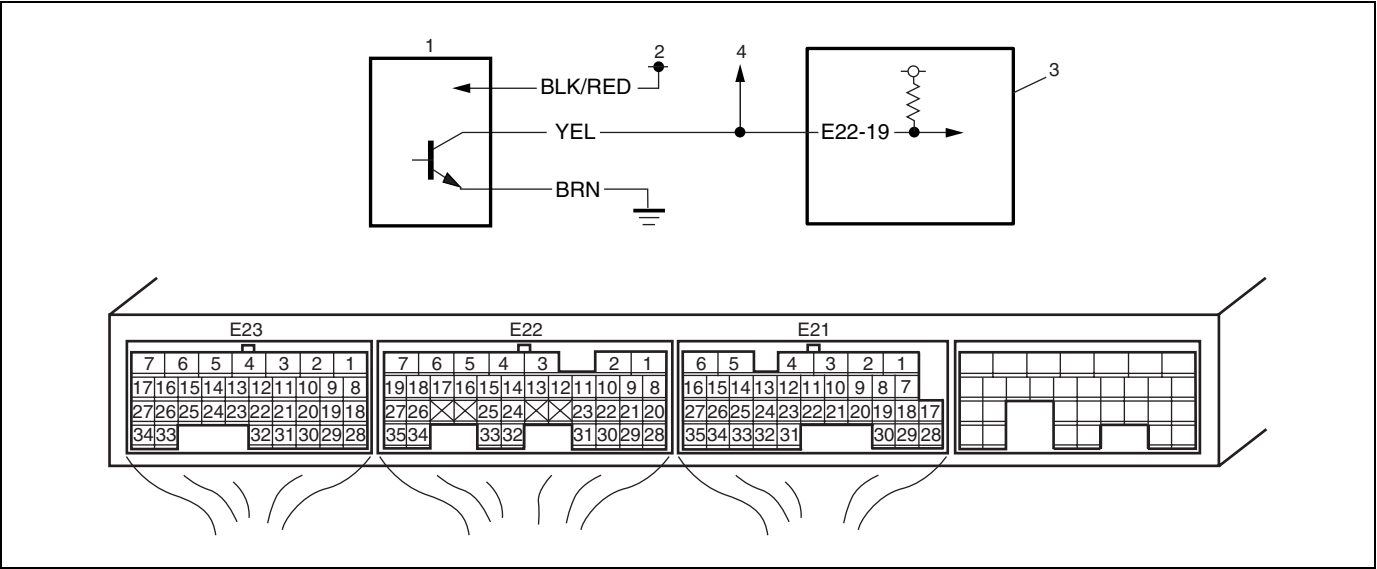 1
2
4
3
BLK/RED
YEL
E22-19
BRN
E23
E22
E21
7 6 5 4 3 2 1
17 16 15 14 13 12 11 10 9 8
27 26 25 24 23 22 21 20 19 18
34 33 32 31 30 29 28
7 6 5 4 3 2 1
19 18 17 16 15 14 13 12 11 10 9 8
27 26 25 24 23 22 21 20
35 34 33 32 31 30 29 28
6 5 4 3 2 1
16 15 14 13 12 11 10 9 8 7
27 26 25 24 23 22 21 20 19 18 17
35 34 33 32 31 30 29 28